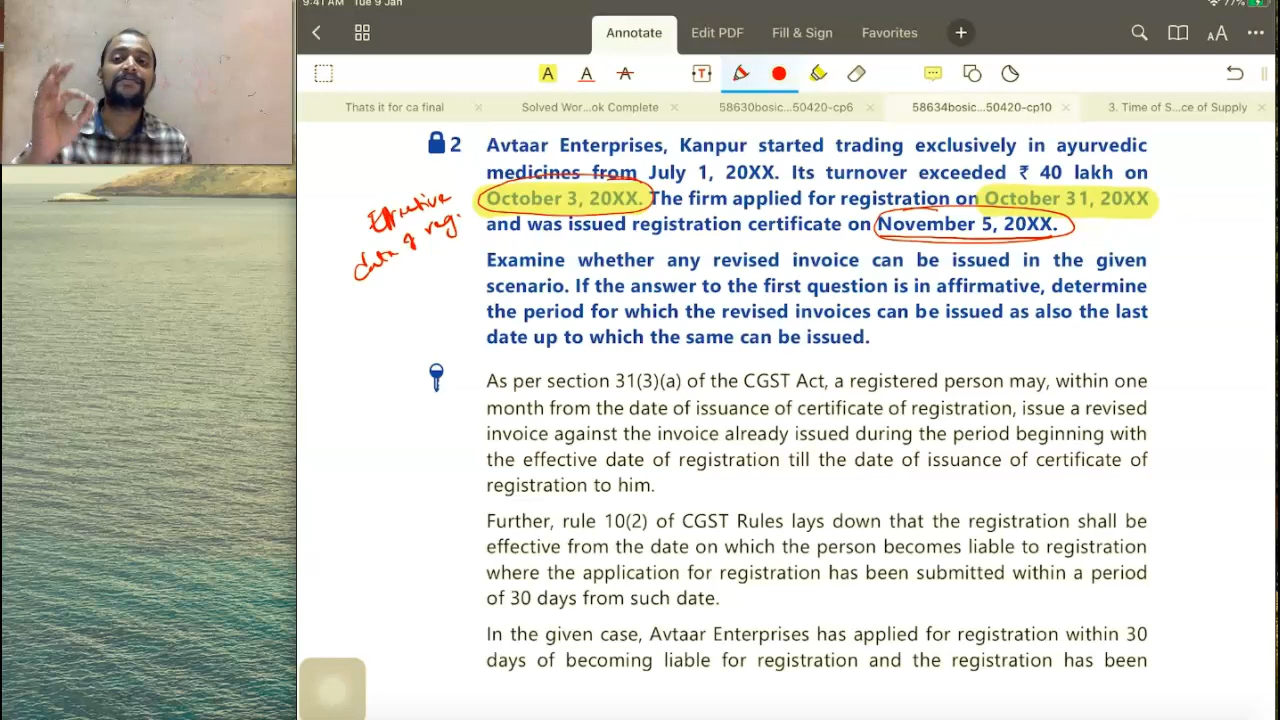 9:41 AM Tue 9 Jan
77%
Annotate
Edit PDF
Fill & Sign
Favorites
Thats it for ca final
Solved Wor...ok Complete
58630bosic...50420-cp6
58634bosic...50420-cp10
3. Time of S...ce of Supply
2 Avtaar Enterprises, Kanpur started trading exclusively in ayurvedic
medicines from July 1, 20XX. Its turnover exceeded ₹ 40 lakh on
October 3, 20XX. The firm applied for registration on October 31, 20XX
and was issued registration certificate on November 5, 20XX.
Effective
date of reg.
Examine whether any revised invoice can be issued in the given
scenario. If the answer to the first question is in affirmative, determine
the period for which the revised invoices can be issued as also the last
date up to which the same can be issued.
As per section 31(3)(a) of the CGST Act, a registered person may, within one
month from the date of issuance of certificate of registration, issue a revised
invoice against the invoice already issued during the period beginning with
the effective date of registration till the date of issuance of certificate of
registration to him.
Further, rule 10(2) of CGST Rules lays down that the registration shall be
effective from the date on which the person becomes liable to registration
where the application for registration has been submitted within a period
of 30 days from such date.
In the given case, Avtaar Enterprises has applied for registration within 30
days of becoming liable for registration and the registration has been